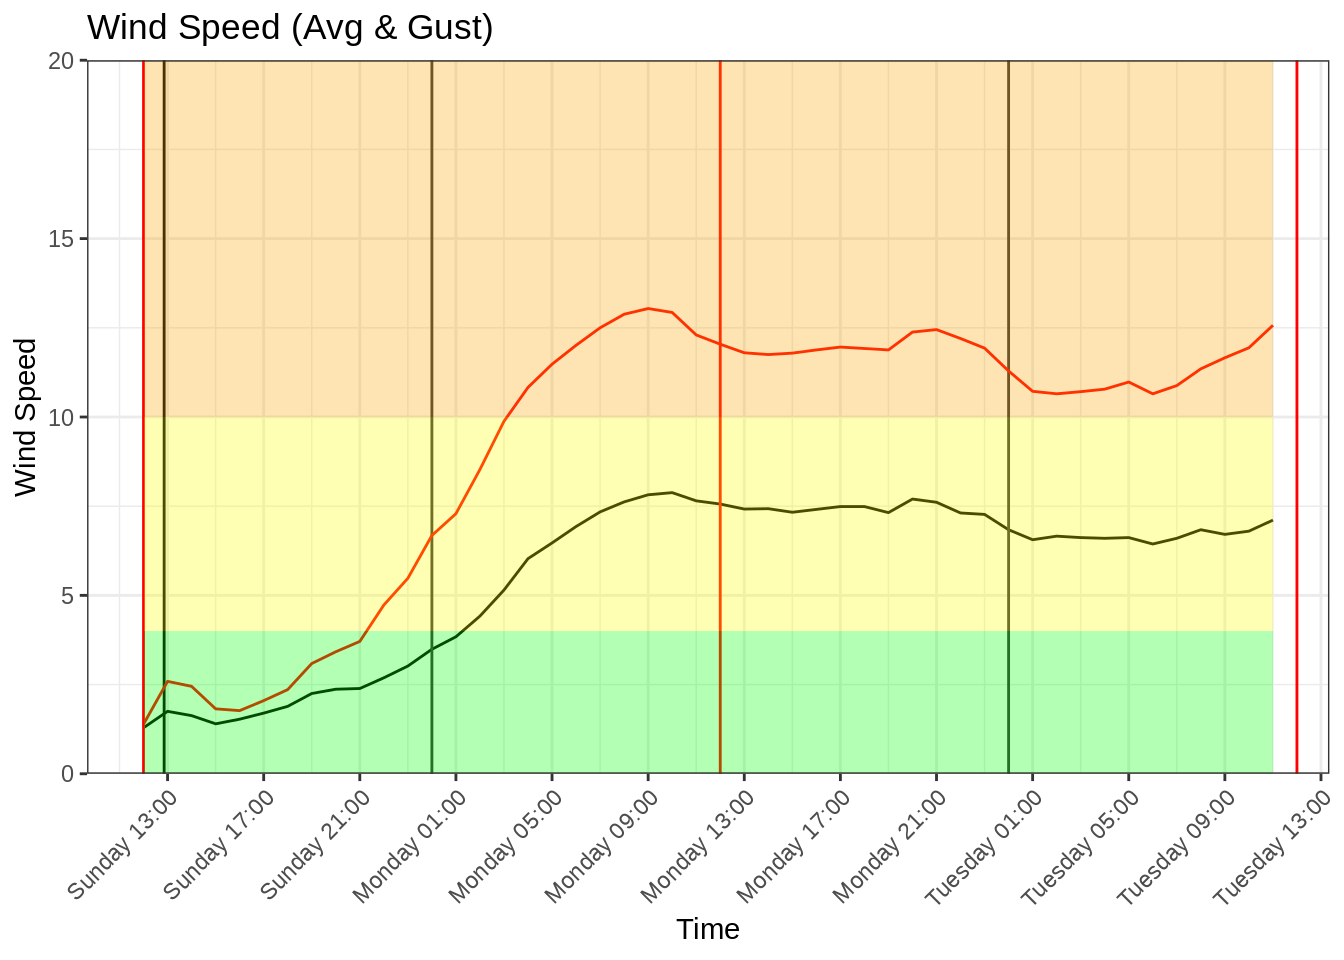 Wind Speed (Avg & Gust)
20
15
10
5
0
Wind Speed
Sunday 13:00
Sunday 17:00
Sunday 21:00
Monday 01:00
Monday 05:00
Monday 09:00
Monday 13:00
Monday 17:00
Monday 21:00
Tuesday 01:00
Tuesday 05:00
Tuesday 09:00
Tuesday 13:00
Time